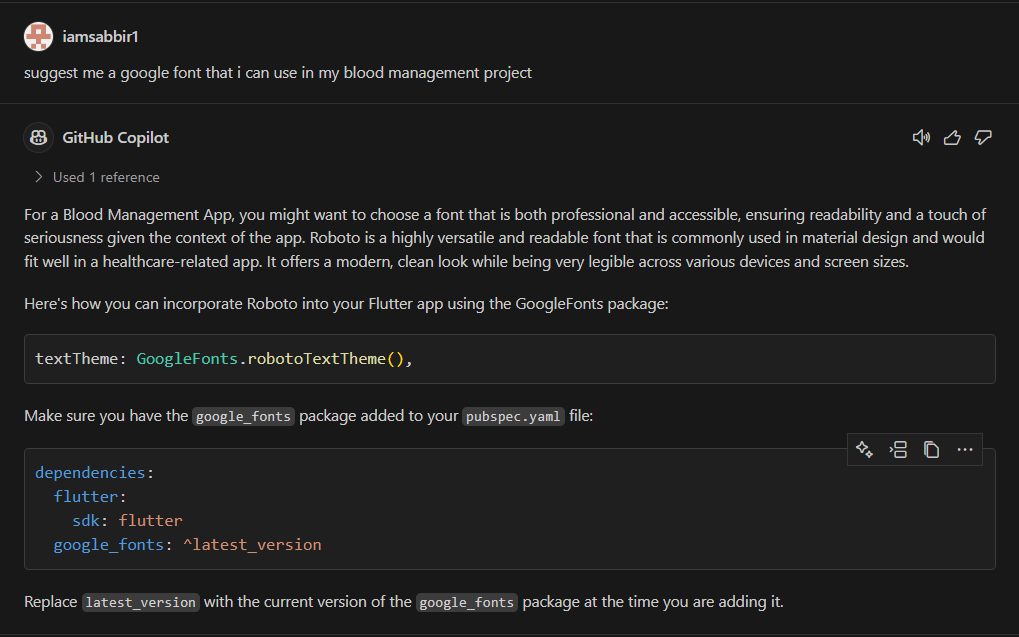 iamsabbir1
suggest me a google font that i can use in my blood management project
GitHub Copilot
Used 1 reference
For a Blood Management App, you might want to choose a font that is both professional and accessible, ensuring readability and a touch of
seriousness given the context of the app. Roboto is a highly versatile and readable font that is commonly used in material design and would
fit well in a healthcare-related app. It offers a modern, clean look while being very legible across various devices and screen sizes.
Here's how you can incorporate Roboto into your Flutter app using the GoogleFonts package:
textTheme: GoogleFonts.robotoTextTheme(),
Make sure you have the google_fonts package added to your pubspec.yaml file:
dependencies:
  flutter:
    sdk: flutter
  google_fonts: ^latest_version
Replace latest_version with the current version of the google_fonts package at the time you are adding it.